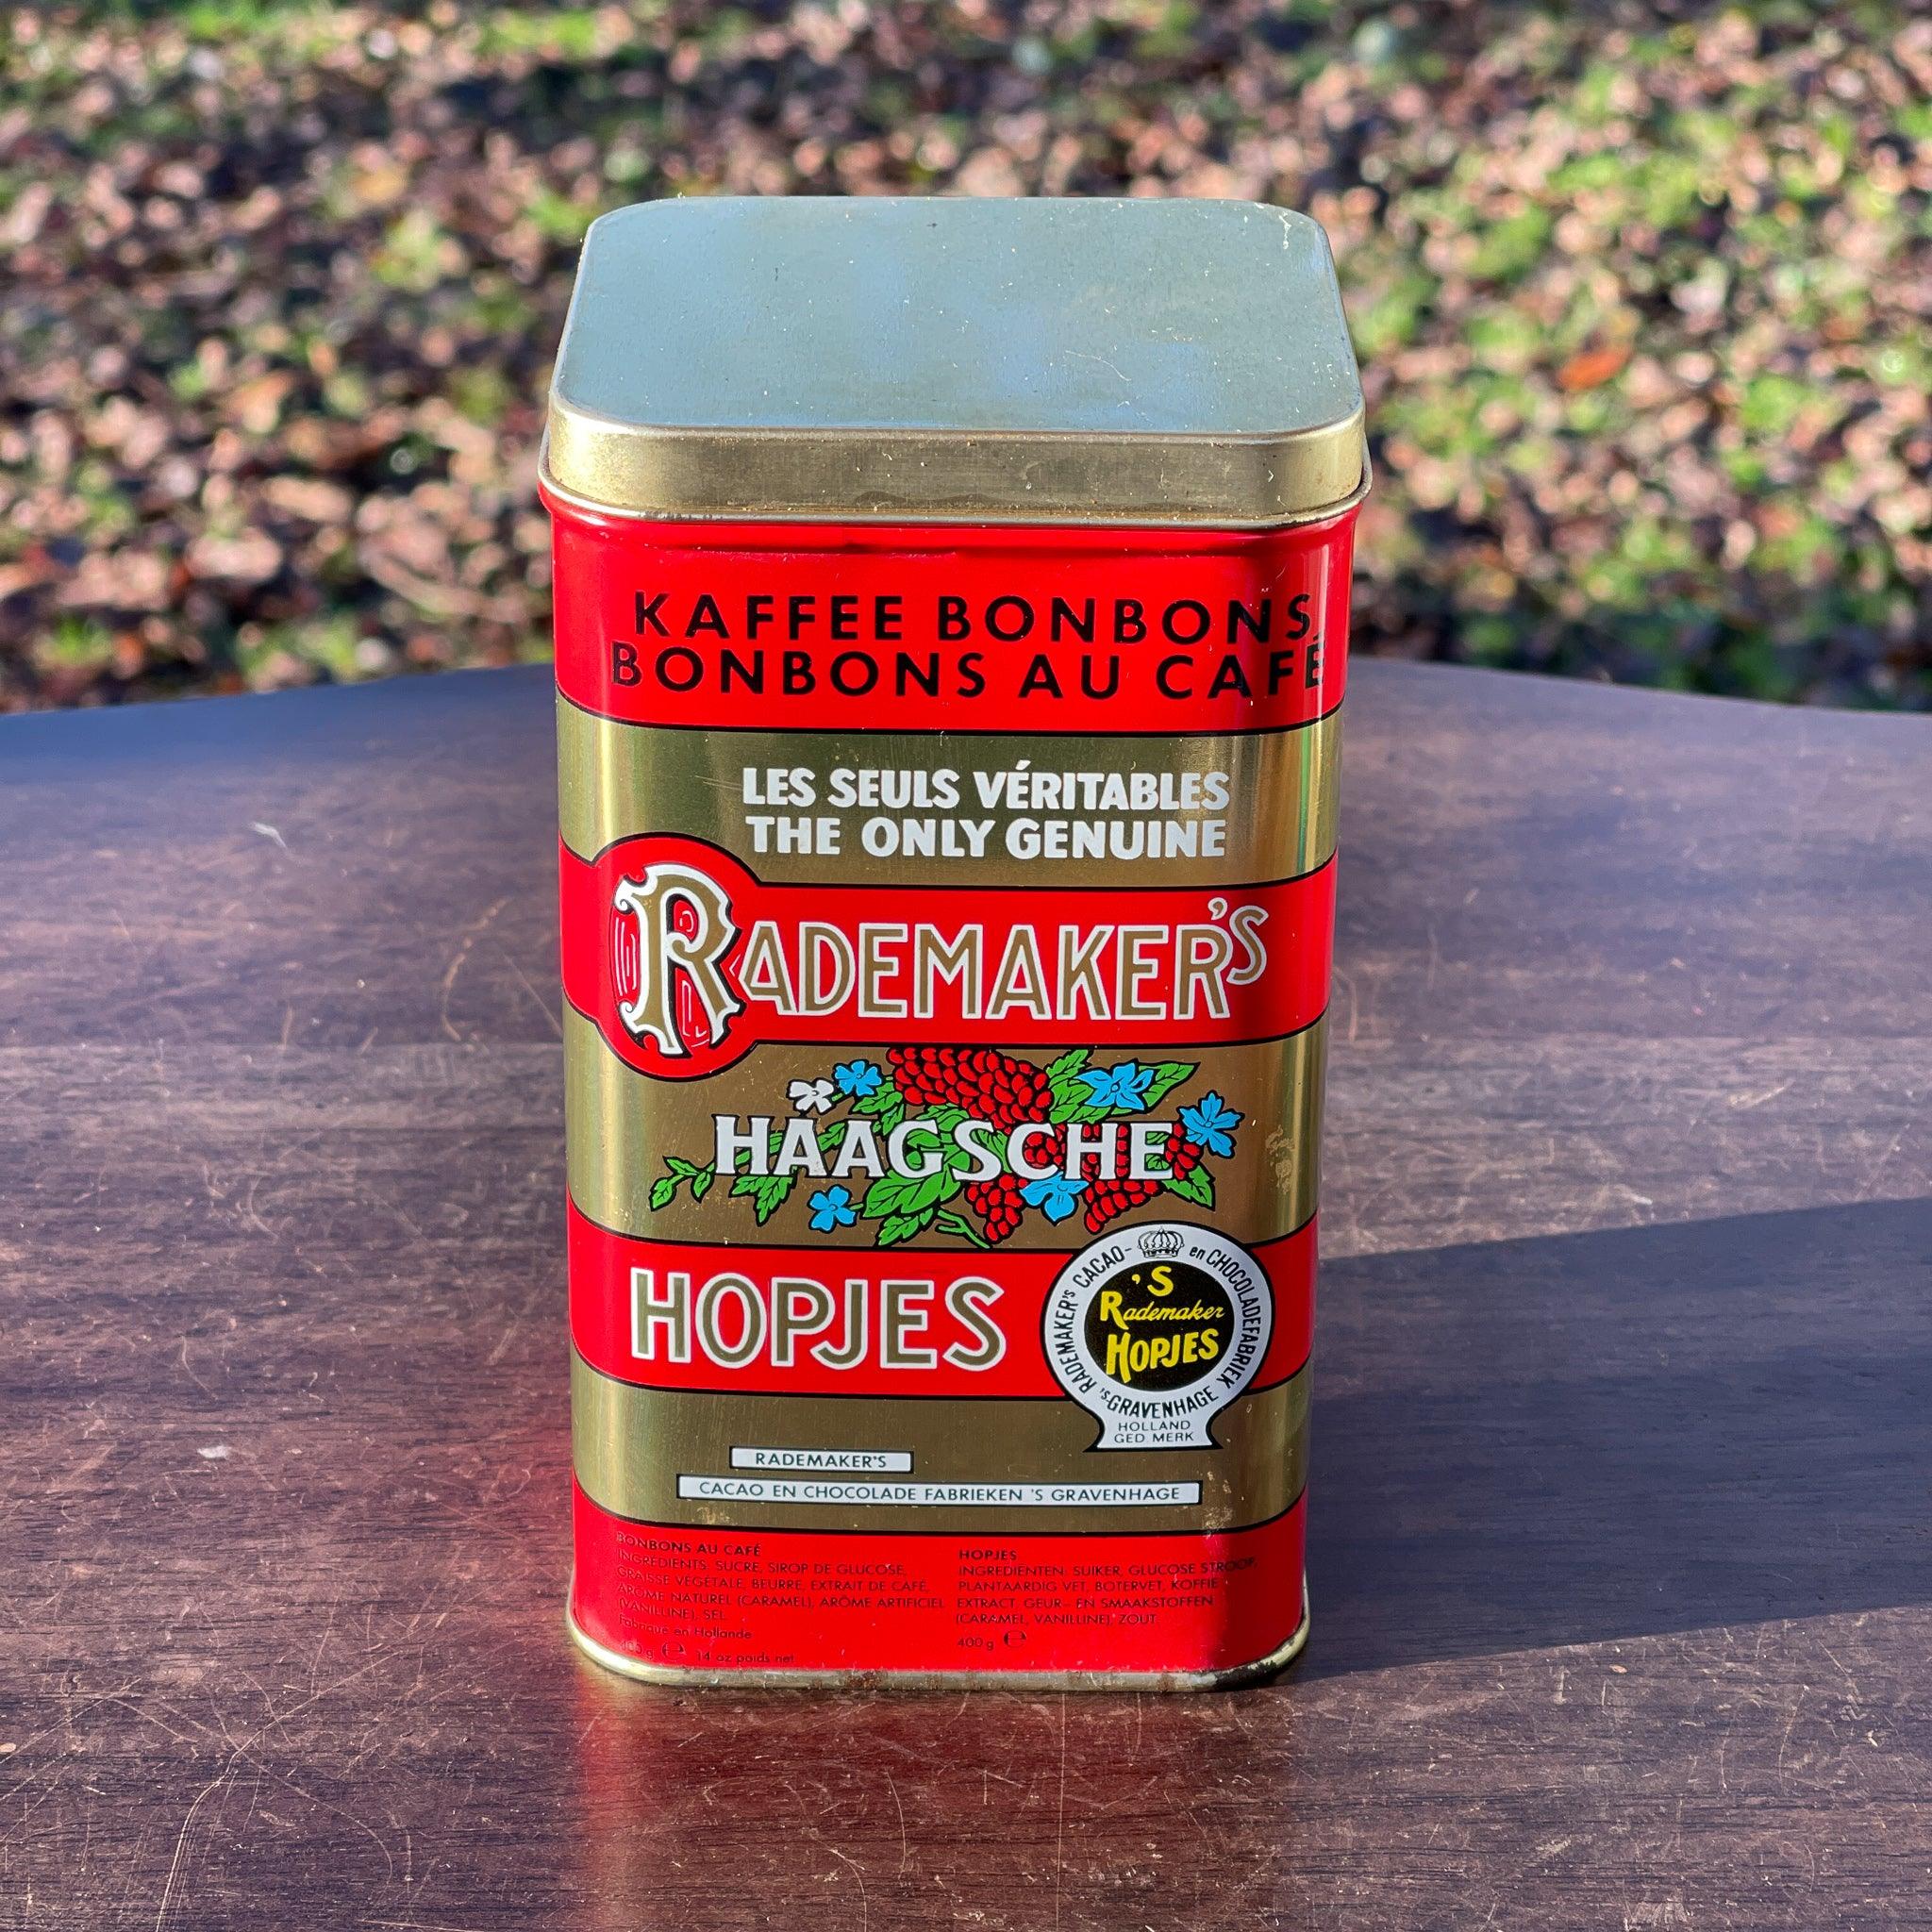 KAFFEE BONBONS,
BONBONS AU CAFÉ
LES SEULS VÉRITABLES
THE ONLY GENUINE
RADEMAKER'S
HAAGSCHE
HOPJES
RADEMAKER'S CACAO- en CHOCOLADEFABRIEK
'S
Rademaker
HOPJES
'S-GRAVENHAGE
HOLLAND
GED MERK
RADEMAKER'S
CACAO EN CHOCOLADE FABRIEKEN 'S GRAVENHAGE
BONBONS AU CAFÉ
INGRÉDIENTS: SUCRE, SIROP DE GLUCOSE,
GRAISSE VÉGÉTALE, BEURRE, EXTRAIT DE CAFÉ,
ARÔME NATUREL (CARAMEL), ARÔME ARTIFICIEL
(VANILLINE), SEL.
Fabriqué en Hollande
400 g ℮ 14 oz poids net
HOPJES
INGREDIËNTEN: SUIKER, GLUCOSE STROOP,
PLANTAARDIG VET, BOTERVET, KOFFIE
EXTRACT, GEUR- EN SMAAKSTOFFEN
(CARAMEL, VANILLINE), ZOUT.
400 g ℮